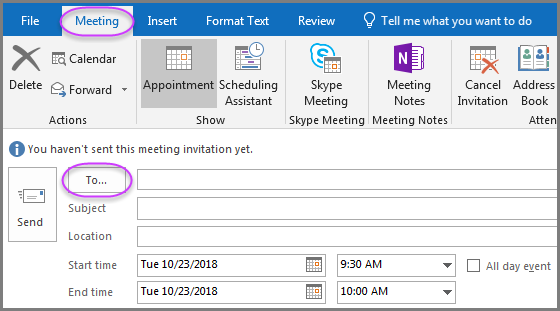 File Meeting Insert Format Text Review Tell me what you want to do
Delete Calendar Forward
Appointment Scheduling Assistant
Skype Meeting
Meeting Notes
Cancel Invitation
Address Book
Actions Show Skype Meeting Meeting Notes Atten
You haven't sent this meeting invitation yet.
Send
To...
Subject
Location
Start time Tue 10/23/2018 9:30 AM All day event
End time Tue 10/23/2018 10:00 AM